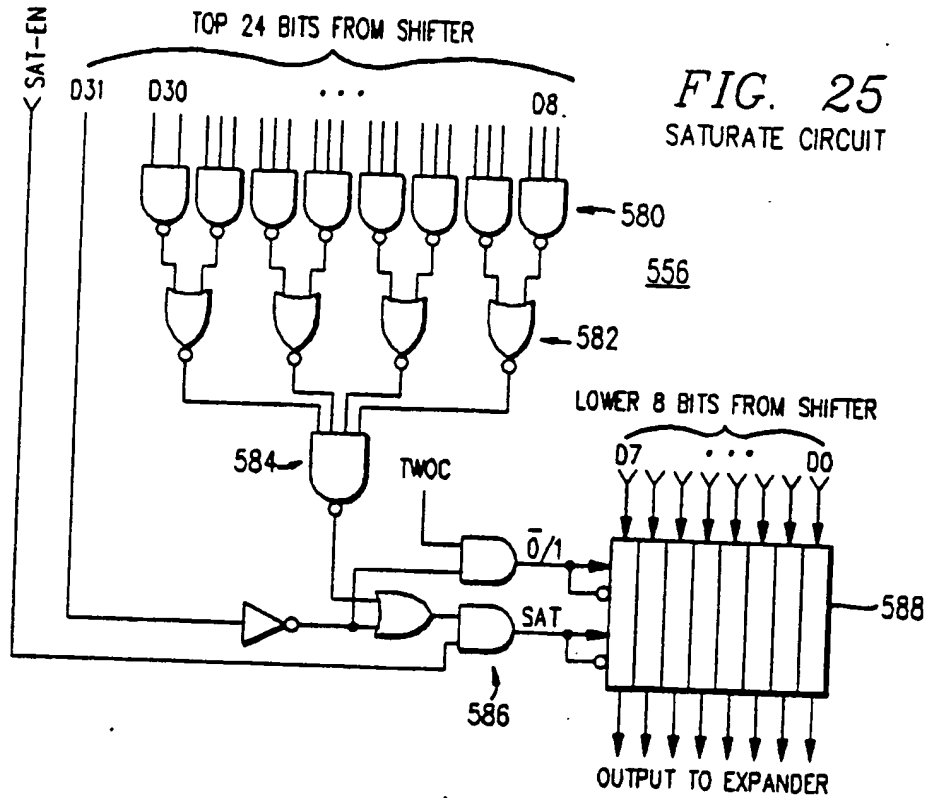 SAT-EN
TOP 24 BITS FROM SHIFTER
D31 D30 ... D8
FIG. 25
SATURATE CIRCUIT
580
556
582
LOWER 8 BITS FROM SHIFTER
D7 ... D0
584
TWOC
0̅/1
SAT
588
586
OUTPUT TO EXPANDER